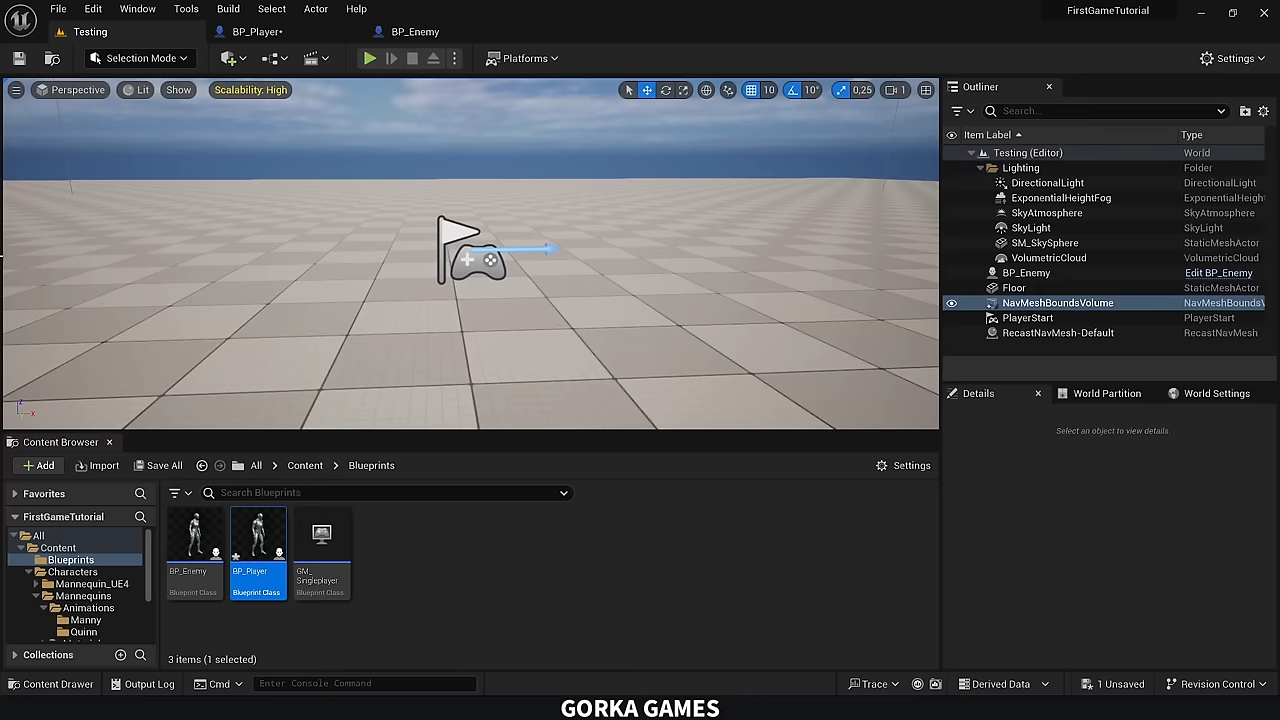 File Edit Window Tools Build Select Actor Help
FirstGameTutorial
Testing
BP_Player*
BP_Enemy
Selection Mode
Platforms
Settings
Perspective
Lit
Show
Scalability: High
10
10°
0,25
1
Outliner
Search...
Item Label
Type
Testing (Editor)
World
Lighting
Folder
DirectionalLight
DirectionalLight
ExponentialHeightFog
ExponentialHeigh
SkyAtmosphere
SkyAtmosphere
SkyLight
SkyLight
SM_SkySphere
StaticMeshActor
VolumetricCloud
VolumetricCloud
BP_Enemy
Edit BP_Enemy
Floor
StaticMeshActor
NavMeshBoundsVolume
NavMeshBounds
PlayerStart
PlayerStart
RecastNavMesh-Default
RecastNavMesh
Details
World Partition
World Settings
Select an object to view details.
Content Browser
Add
Import
Save All
All
Content
Blueprints
Settings
Favorites
Search Blueprints
FirstGameTutorial
All
Content
Blueprints
Characters
Mannequin_UE4
Mannequins
Animations
Manny
Quinn
Collections
BP_Enemy
Blueprint Class
BP_Player
Blueprint Class
GM_
Singleplayer
Blueprint Class
3 items (1 selected)
Content Drawer
Output Log
Cmd
Enter Console Command
Trace
Derived Data
1 Unsaved
Revision Control
GORKA GAMES